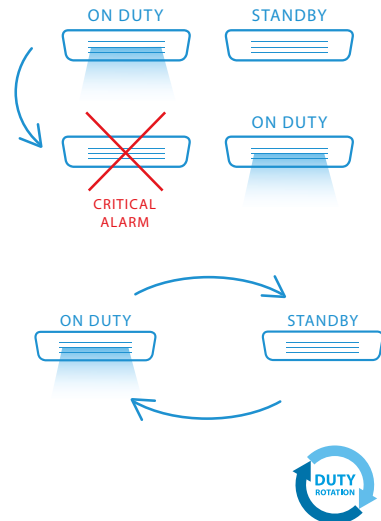 ON DUTY
STANDBY
ON DUTY
CRITICAL
ALARM
ON DUTY
STANDBY
DUTY
ROTATION